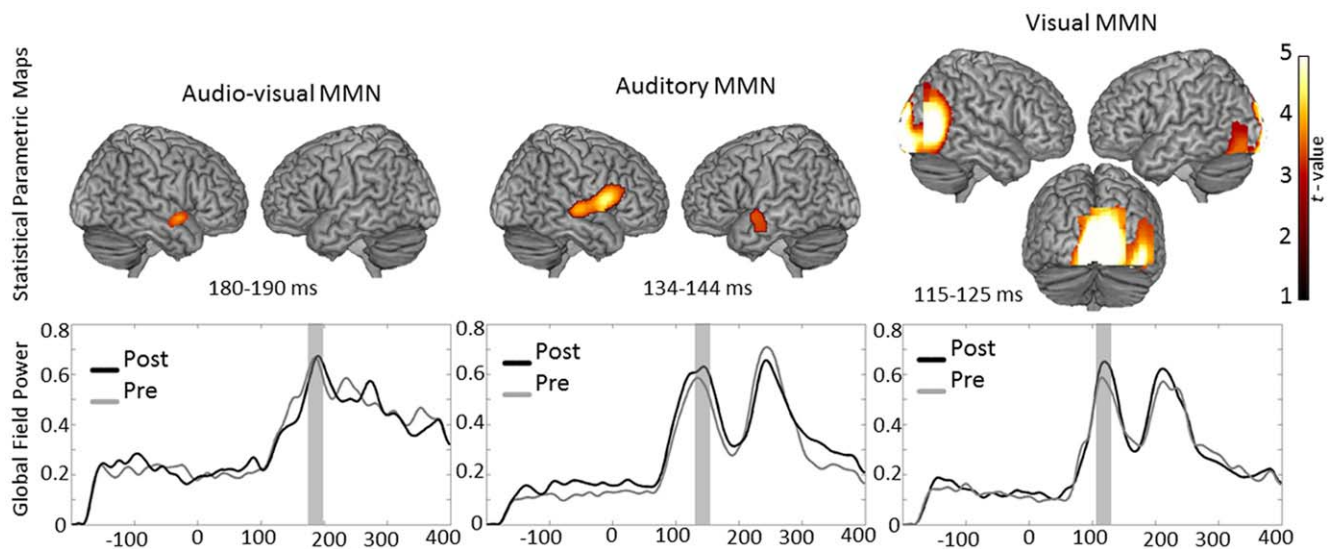 Statistical Parametric Maps
Audio-visual MMN
180-190 ms
Auditory MMN
134-144 ms
Visual MMN
115-125 ms
5
4
3
2
1
t - value
Global Field Power
0.8
0.6
0.4
0.2
0
Post
Pre
-100 0 100 200 300 400
0.8
0.6
0.4
0.2
0
Post
Pre
-100 0 100 200 300 400
0.8
0.6
0.4
0.2
0
Post
Pre
-100 0 100 200 300 400